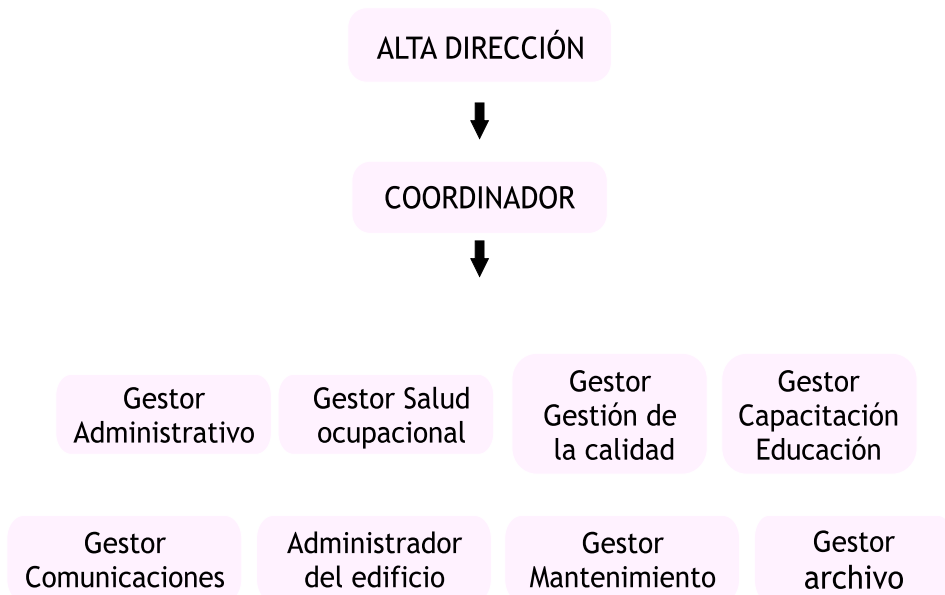 ALTA DIRECCIÓN
COORDINADOR
Gestor
Administrativo
Gestor Salud
ocupacional
Gestor
Gestión de
la calidad
Gestor
Capacitación
Educación
Gestor
Comunicaciones
Administrador
del edificio
Gestor
Mantenimiento
Gestor
archivo